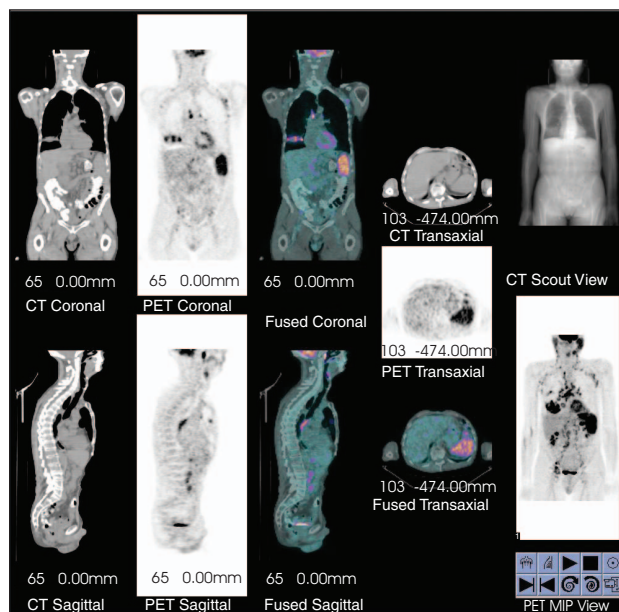 65 0.00mm
CT Coronal
65 0.00mm
PET Coronal
65 0.00mm
Fused Coronal
103 -474.00mm
CT Transaxial
CT Scout View
103 -474.00mm
PET Transaxial
103 -474.00mm
Fused Transaxial
65 0.00mm
CT Sagittal
65 0.00mm
PET Sagittal
65 0.00mm
Fused Sagittal
PET MIP View